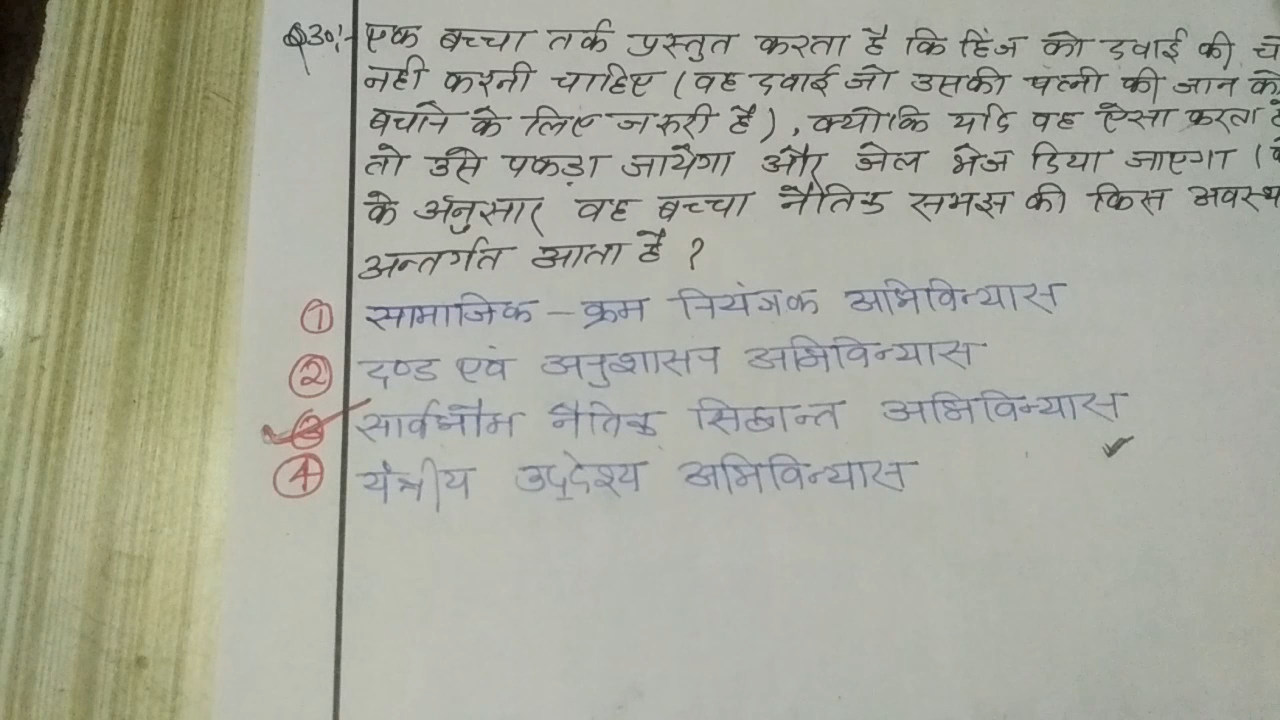 Q30:- एक बच्चा तर्क प्रस्तुत करता है कि हिंज को दवाई की
नही करनी चाहिए (वह दवाई जो उसकी पत्नी की जान को
बचाने के लिए जरुरी है), क्योकि यदि वह ऐसा करता है
तो उसे पकड़ा जायेगा और जेल भेज दिया जाएगा।
के अनुसार वह बच्चा नैतिक समझ की किस
अन्तर्गत आता है ?
① सामाजिक – क्रम नियंत्रक अभिविन्यास
② दण्ड एवं अनुशासन अभिविन्यास
③ सार्वभौम नैतिक सिद्धान्त अभिविन्यास
④ यंत्रीय उद्देश्य अभिविन्यास